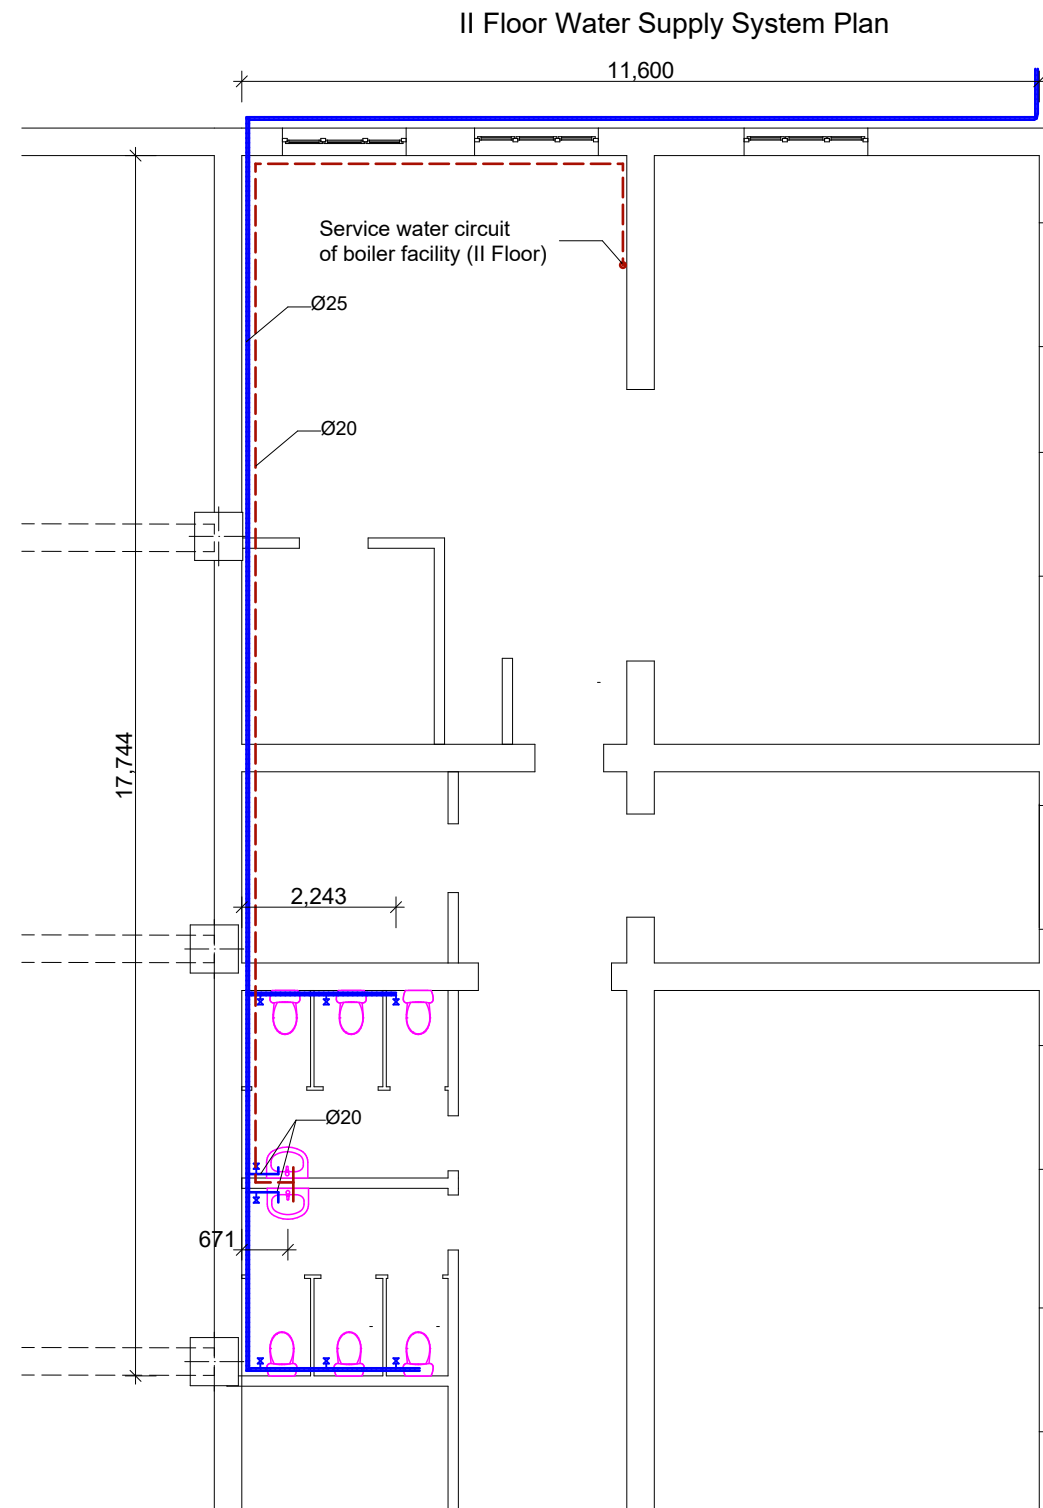 II Floor Water Supply System Plan
11,600
Service water circuit
of boiler facility (II Floor)
Ø25
Ø20
17,744
2,243
Ø20
671